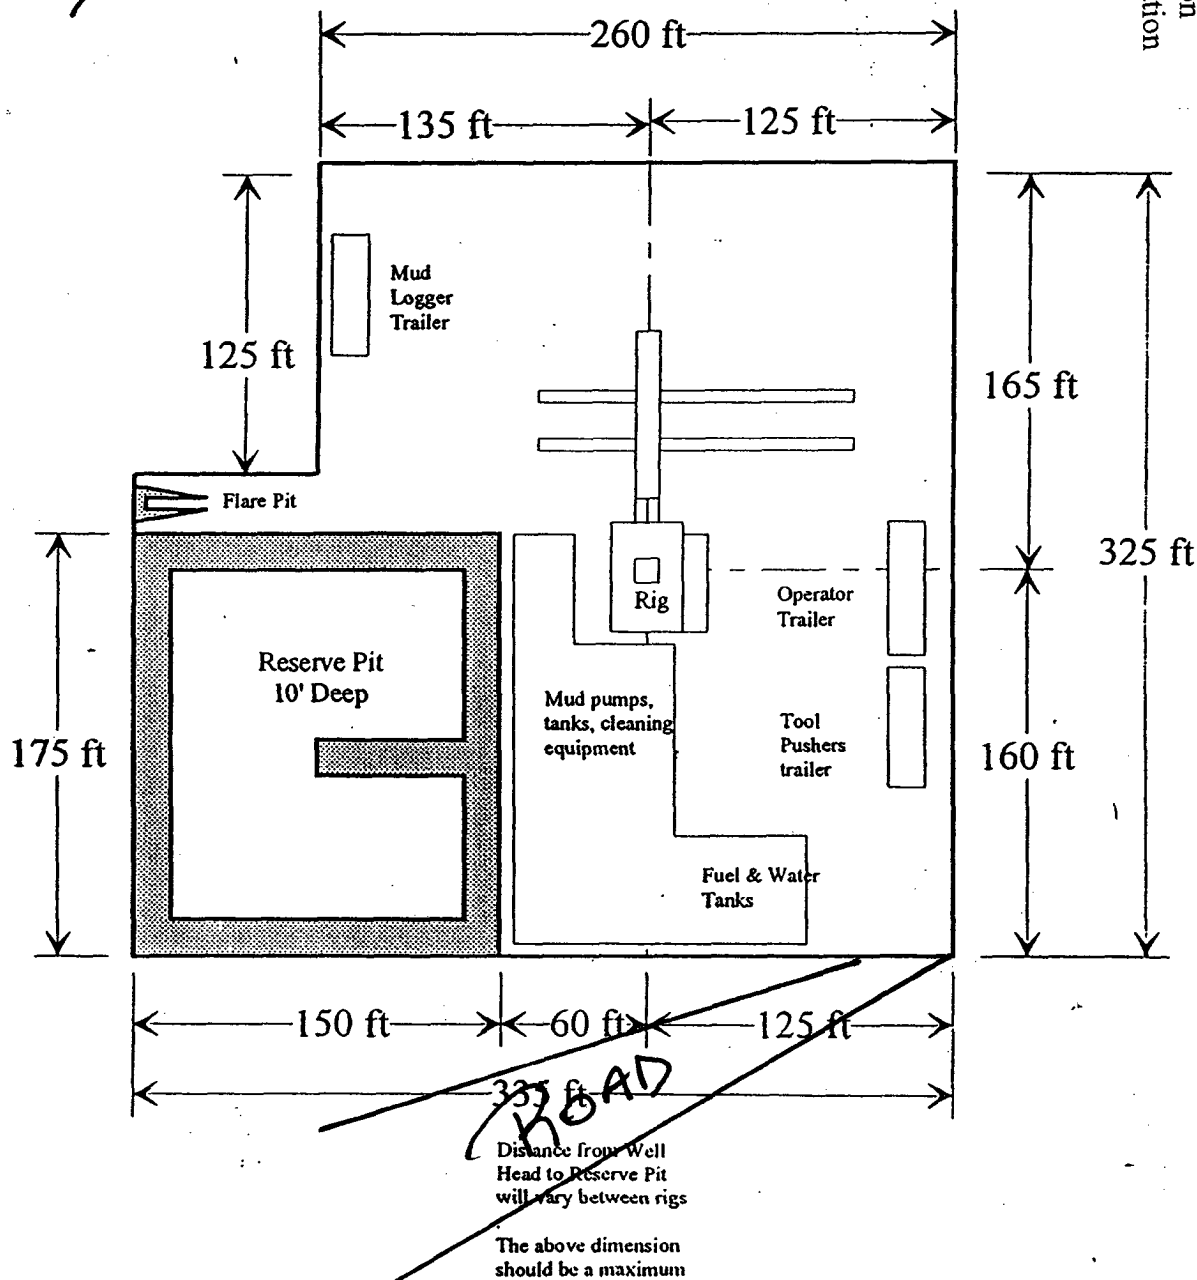 260 ft
135 ft
125 ft
Mud
Logger
Trailer
125 ft
165 ft
Flare Pit
325 ft
Operator
Trailer
Rig
Reserve Pit
10' Deep
Mud pumps,
tanks, cleaning
equipment
Tool
Pushers
trailer
175 ft
160 ft
Fuel & Water
Tanks
150 ft
60 ft
125 ft
335 ft
ROAD
Distance from Well
Head to Reserve Pit
will vary between rigs
The above dimension
should be a maximum